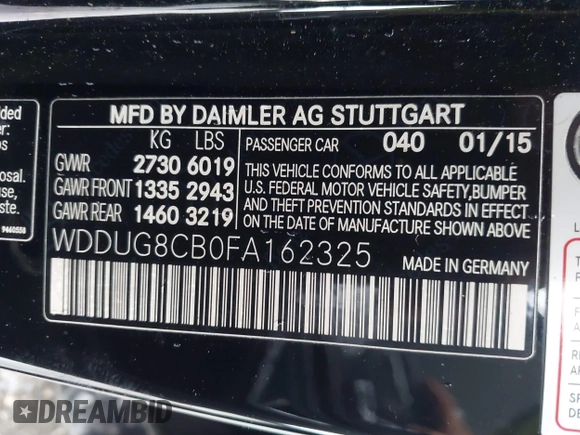 MFD BY DAIMLER AG STUTTGART
KG LBS
GVWR 2730 6019
GAWR FRONT 1335 2943
GAWR REAR 1460 3219
PASSENGER CAR 040 01/15
THIS VEHICLE CONFORMS TO ALL APPLICABLE
U.S. FEDERAL MOTOR VEHICLE SAFETY,BUMPER
AND THEFT PREVENTION STANDARDS IN EFFECT
ON THE DATE OF MANUFACTURE SHOWN ABOVE.
WDDUG8CB0FA162325
MADE IN GERMANY
9460558
DREAMBID